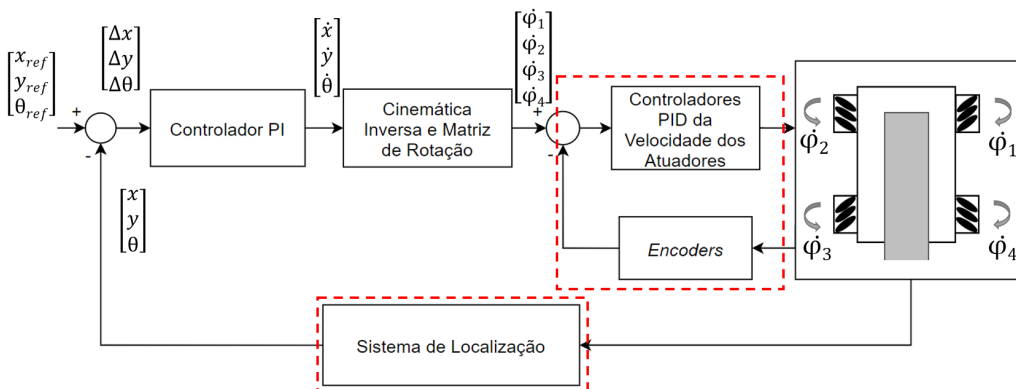 [x_ref
y_ref
θ_ref]
+
-
[Δx
Δy
Δθ]
Controlador PI
[ẋ
ẏ
θ̇]
Cinemática
Inversa e Matriz
de Rotação
[φ̇1
φ̇2
φ̇3
φ̇4]
+
-
Controladores
PID da
Velocidade dos
Atuadores
Encoders
φ̇2
φ̇1
φ̇3
φ̇4
[x
y
θ]
Sistema de Localização